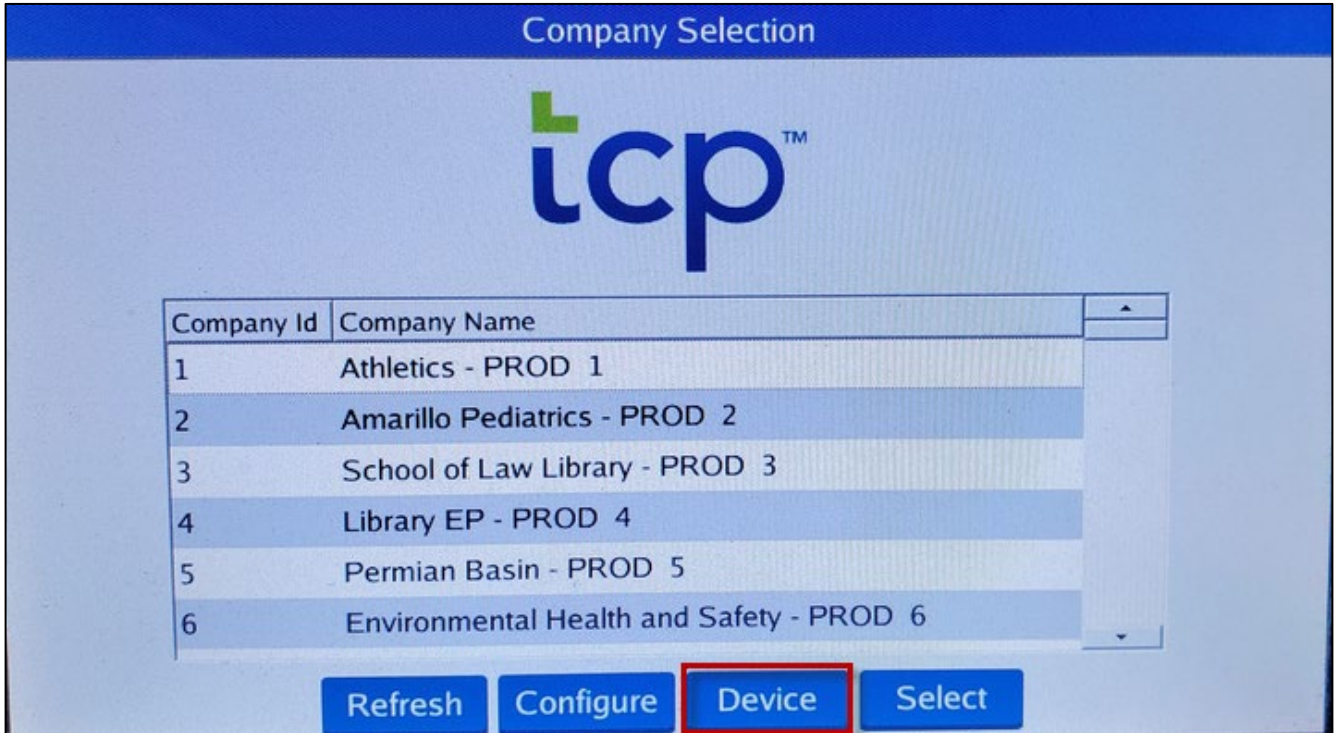 Company Selection
tcp™
Company Id Company Name
1 Athletics - PROD 1
2 Amarillo Pediatrics - PROD 2
3 School of Law Library - PROD 3
4 Library EP - PROD 4
5 Permian Basin - PROD 5
6 Environmental Health and Safety - PROD 6
Refresh Configure Device Select